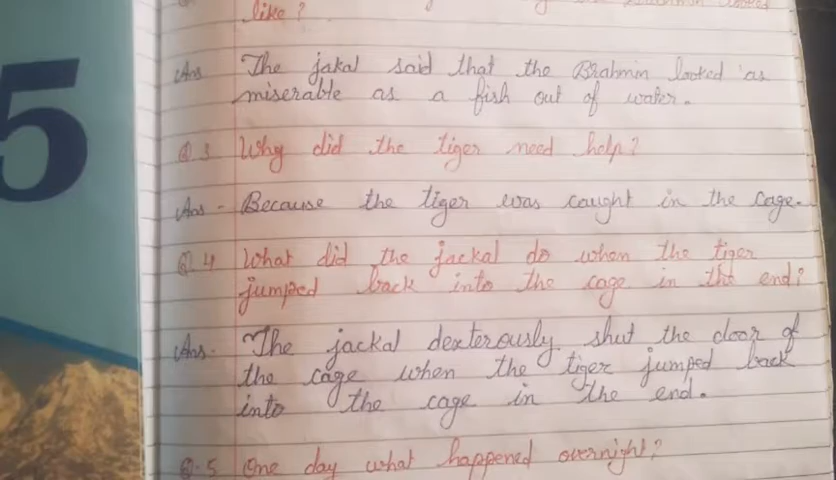 like?
Ans The jakal said that the Brahmin looked as
miserable as a fish out of water.
5
Q 3 Why did the tiger need help?
Ans - Because the tiger was caught in the cage.
Q.4 What did the jackal do when the tiger
jumped back into the cage in the end?
Ans. The jackal dexterously shut the door of
the cage when the tiger jumped back
into the cage in the end.
Q.5 One day what happened overnight?